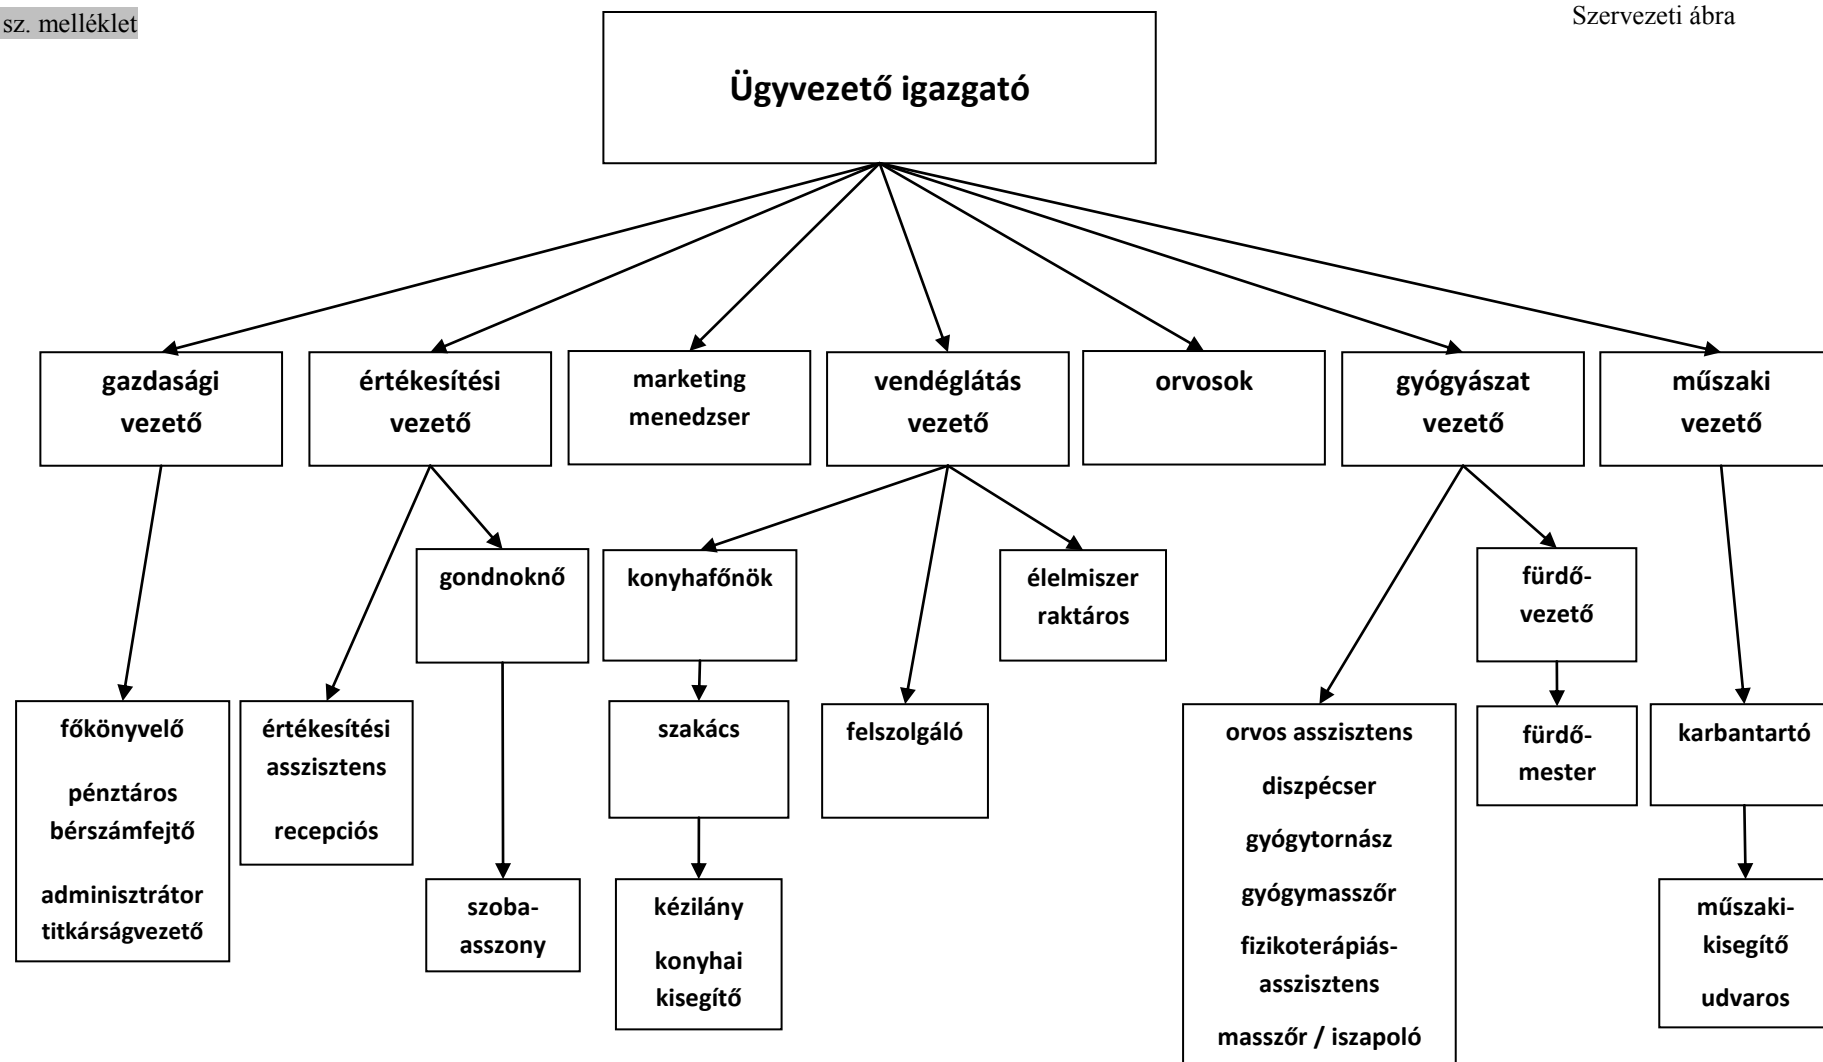 sz. melléklet
Szervezeti ábra
Ügyvezető igazgató
gazdasági
vezető
értékesítési
vezető
marketing
menedzser
vendéglátás
vezető
orvosok
gyógyászat
vezető
műszaki
vezető
gondnoknő
konyhafőnök
élelmiszer
raktáros
fürdő-
vezető
főkönyvelő
pénztáros
bérszámfejtő
adminisztrátor
titkárságvezető
értékesítési
asszisztens
recepciós
szakács
felszolgáló
orvos asszisztens
diszpécser
gyógytornász
gyógymasszőr
fizikoterápiás-
asszisztens
masszőr / iszapoló
fürdő-
mester
karbantartó
szoba-
asszony
kézilány
konyhai
kisegítő
műszaki-
kisegítő
udvaros